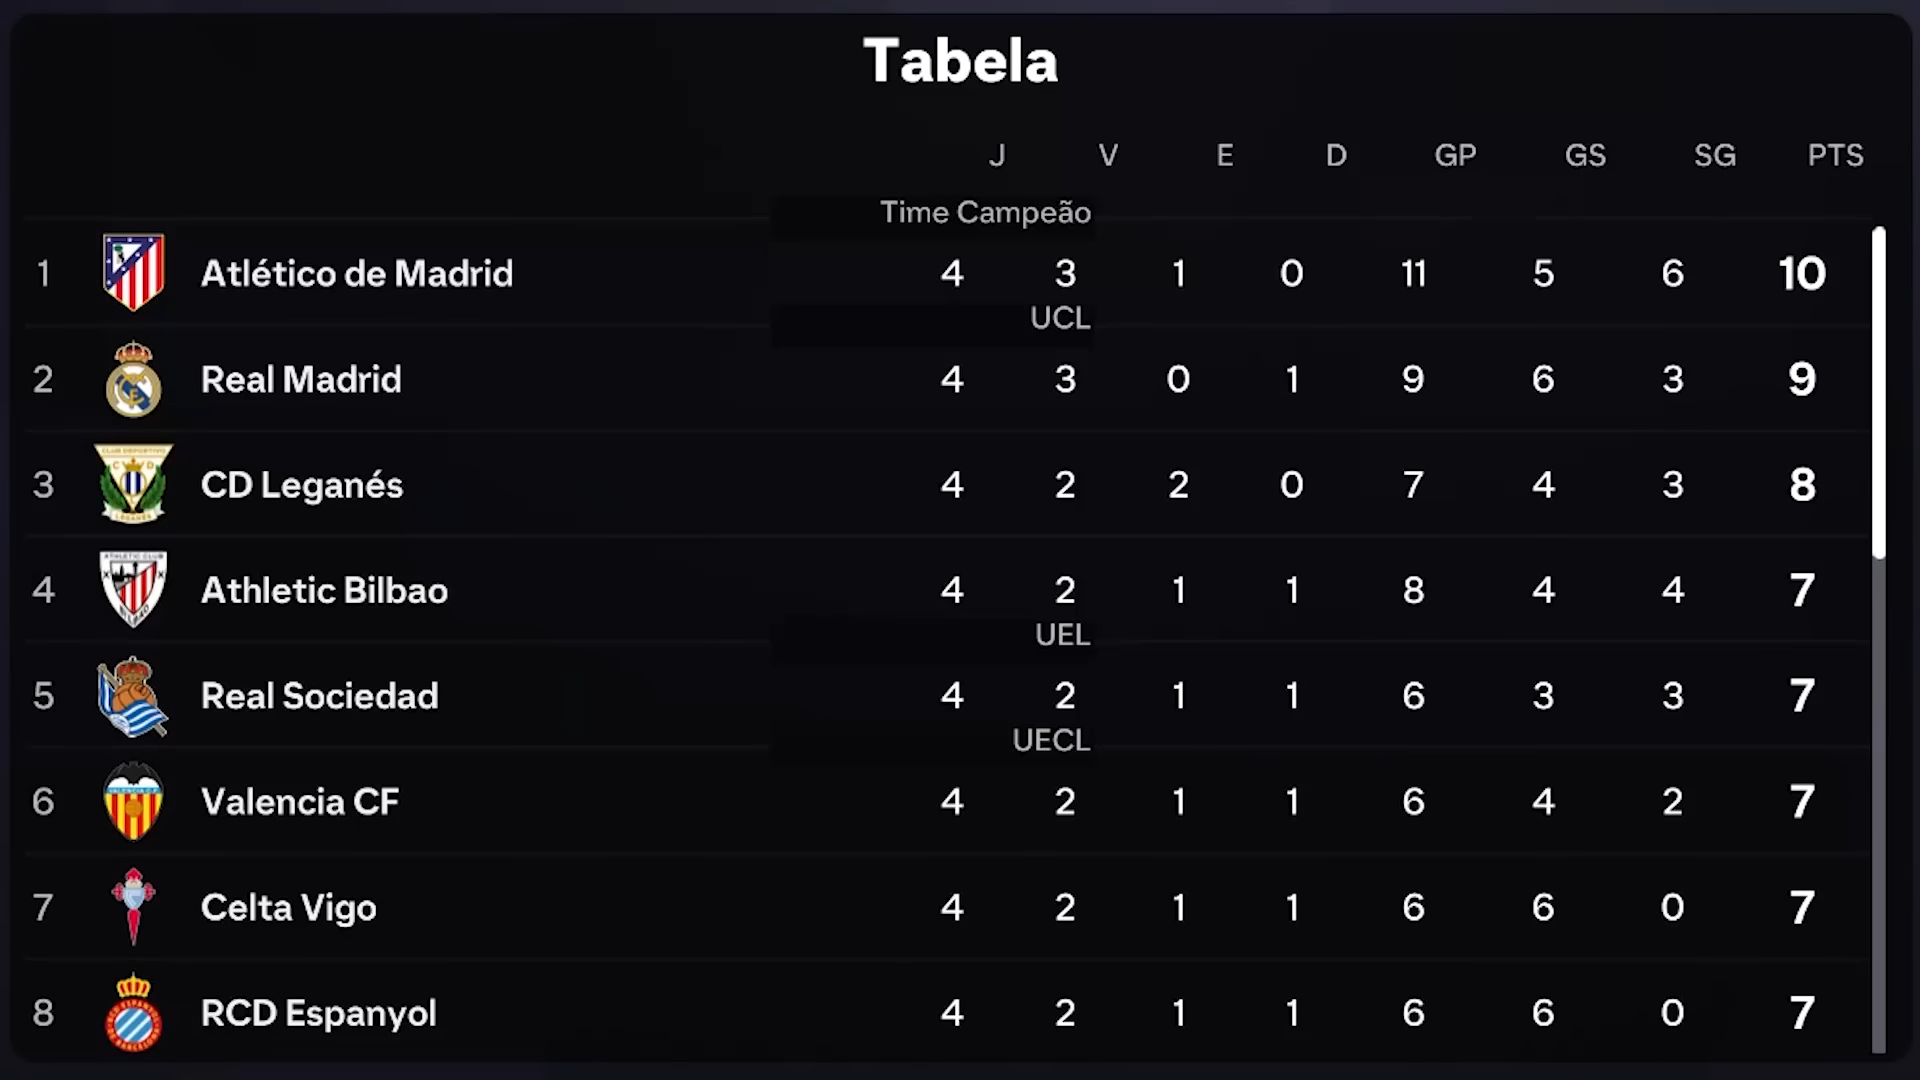 Tabela
J V E D GP GS SG PTS
Time Campeão
1 Atlético de Madrid 4 3 1 0 11 5 6 10
UCL
2 Real Madrid 4 3 0 1 9 6 3 9
3 CD Leganés 4 2 2 0 7 4 3 8
4 Athletic Bilbao 4 2 1 1 8 4 4 7
UEL
5 Real Sociedad 4 2 1 1 6 3 3 7
UECL
6 Valencia CF 4 2 1 1 6 4 2 7
7 Celta Vigo 4 2 1 1 6 6 0 7
8 RCD Espanyol 4 2 1 1 6 6 0 7